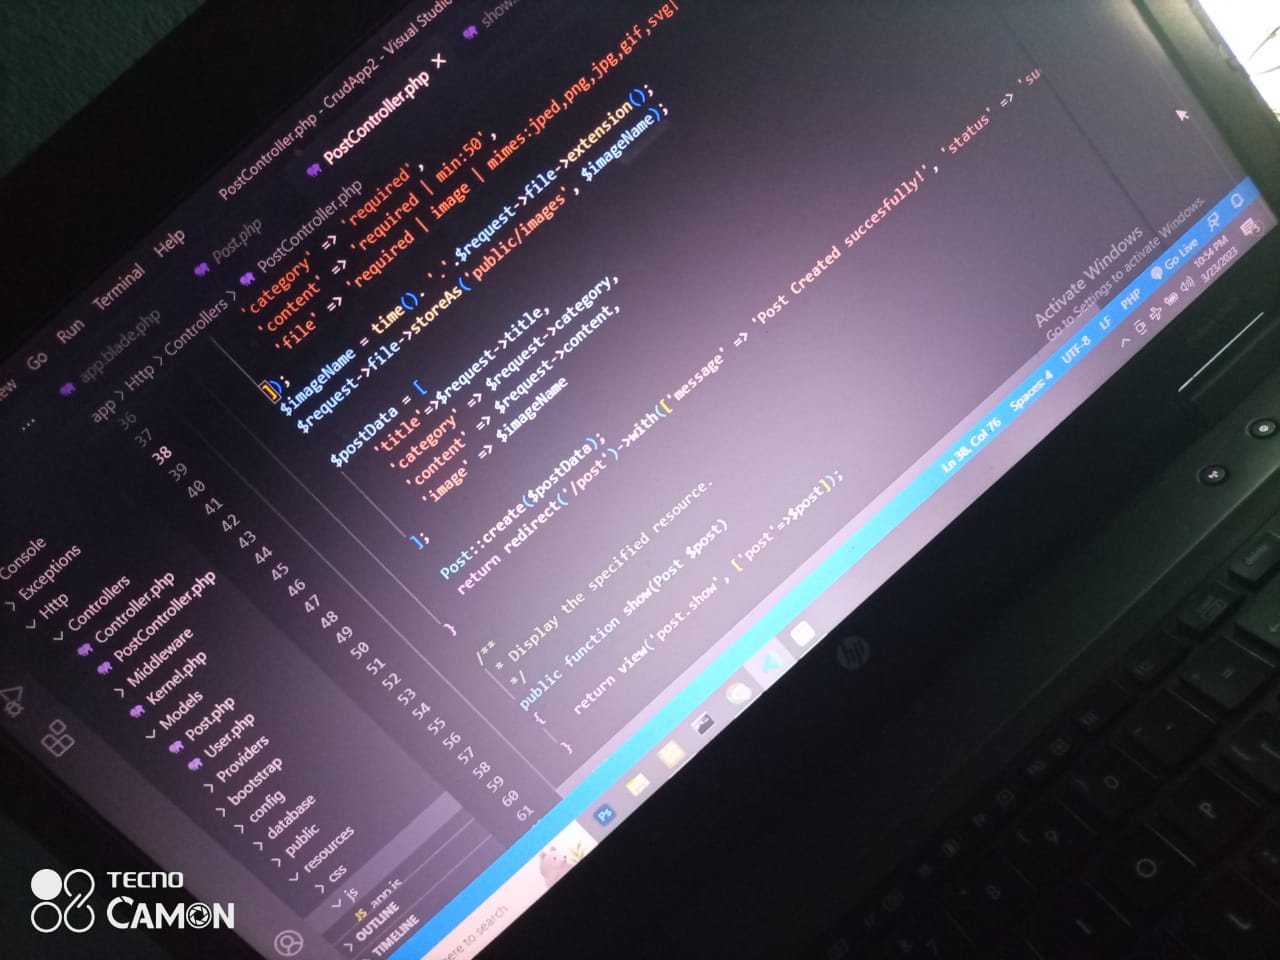 PostController.php - CrudApp2 - Visual Studio
Go Run Terminal Help
app.blade.php
Post.php
PostController.php ×
show.
app > Http > Controllers > PostController.php
'category' => 'required',
'content' => 'required | min:50',
'file' => 'required | image | mimes:jped,png,jpg,gif,svg|
]);
$imageName = time(). '.'.$request->file->extension();
$request->file->storeAs('public/images', $imageName);
$postData = [
'title'=>$request->title,
'category' => $request->category,
'content' => $request->content,
'image' => $imageName
];
Post::create($postData);
return redirect('/post')->with(['message' => 'Post Created succesfully!', 'status' => 'su
}
/**
* Display the specified resource.
*/
public function show(Post $post)
{
return view('post.show', ['post'=>$post]);
}
36
37
38
39
40
41
42
43
44
45
46
47
48
49
50
51
52
53
54
55
56
57
58
59
60
61
Console
> Exceptions
Http
Controllers
Controller.php
PostController.php
> Middleware
Kernel.php
Models
Post.php
User.php
> Providers
> bootstrap
> config
> database
> public
resources
> css
js
JS app.js
> OUTLINE
> TIMELINE
Activate Windows
Go to Settings to activate Windows.
Ln 38, Col 76
Spaces: 4
UTF-8
LF
PHP
Go Live
here to search
Ps
10:54 PM
3/23/2023
hp
TECNO
CAMON